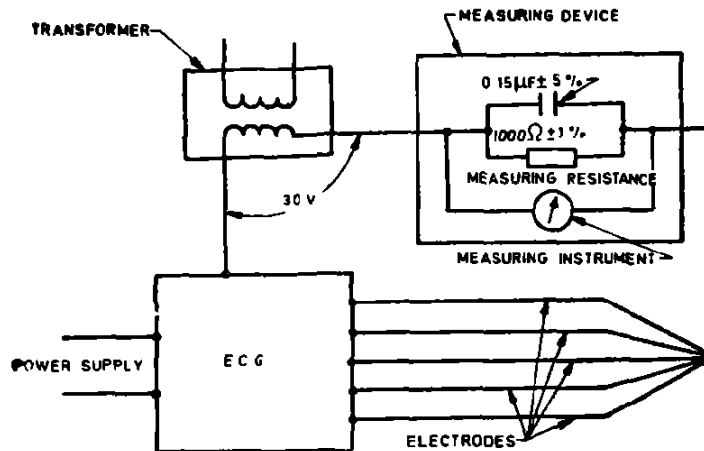 MEASURING DEVICE
TRANSFORMER
0.15µF± 5%
1000Ω ±1%
MEASURING RESISTANCE
30 V
MEASURING INSTRUMENT
ECG
POWER SUPPLY
ELECTRODES